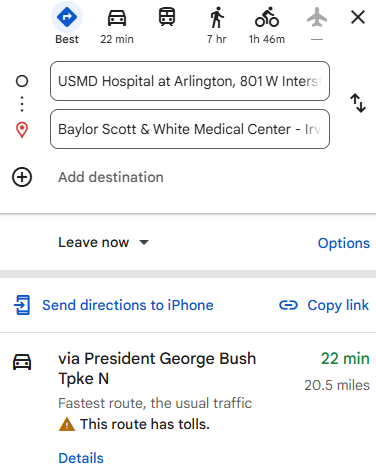 Best
22 min
7 hr
1h 46m
—
USMD Hospital at Arlington, 801 W Inters
Baylor Scott & White Medical Center - Irv
Add destination
Leave now
Options
Send directions to iPhone
Copy link
via President George Bush
Tpke N
22 min
20.5 miles
Fastest route, the usual traffic
This route has tolls.
Details